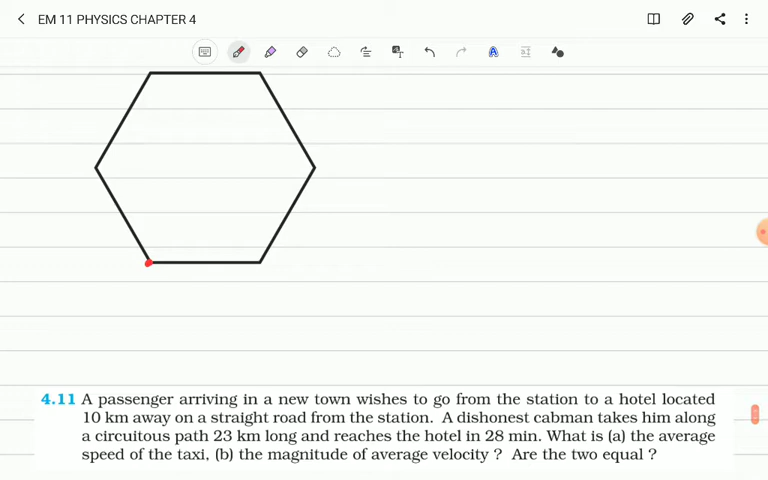 EM 11 PHYSICS CHAPTER 4
4.11 A passenger arriving in a new town wishes to go from the station to a hotel located
10 km away on a straight road from the station. A dishonest cabman takes him along
a circuitous path 23 km long and reaches the hotel in 28 min. What is (a) the average
speed of the taxi, (b) the magnitude of average velocity ? Are the two equal ?